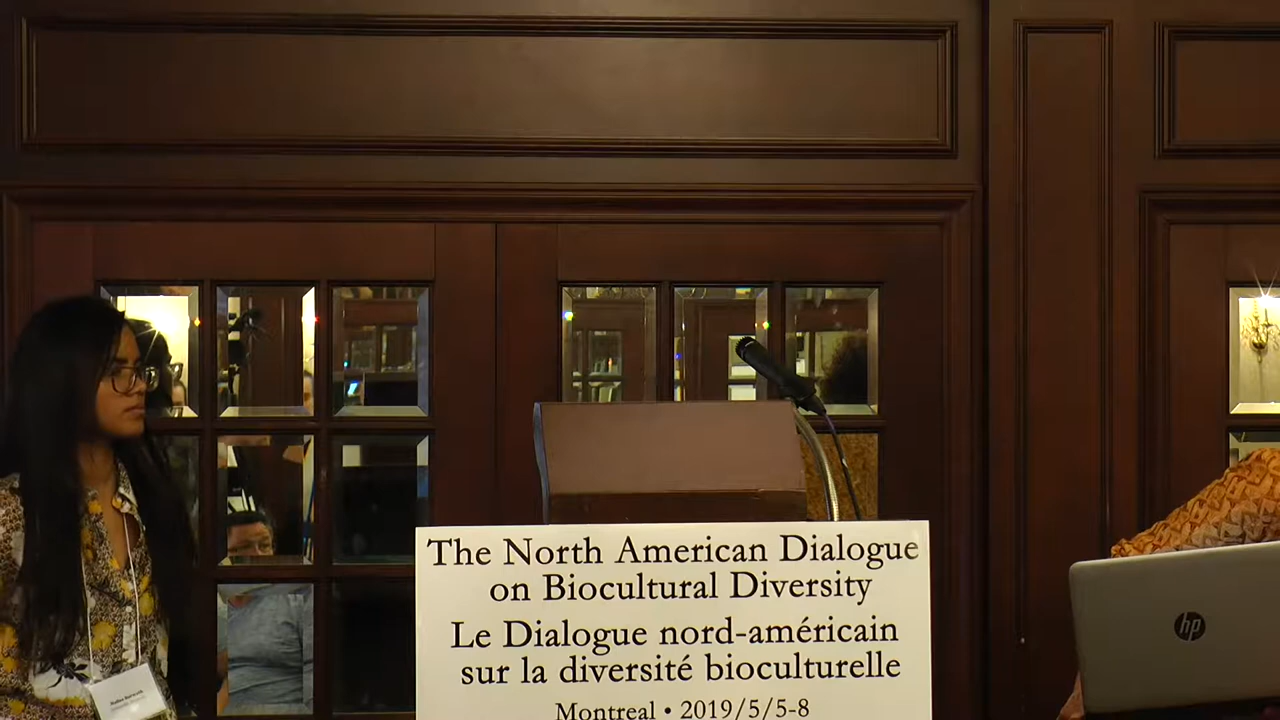 The North American Dialogue
on Biocultural Diversity
Le Dialogue nord-américain
sur la diversité bioculturelle
Montreal • 2019/5/5-8
hp